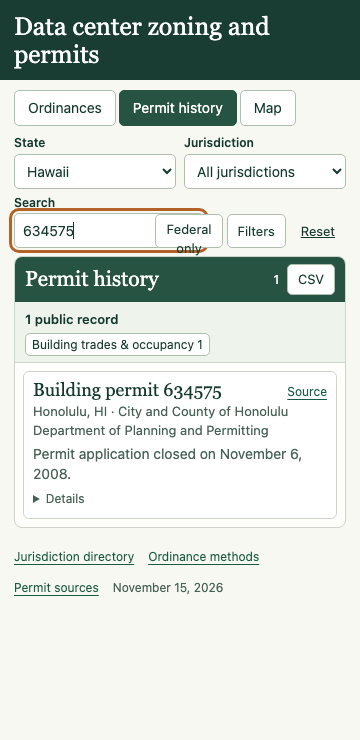 Data center zoning and
permits
Ordinances
Permit history
Map
State
Jurisdiction
Hawaii
All jurisdictions
Search
634575
Federal
only
Filters
Reset
Permit history
1
CSV
1 public record
Building trades & occupancy 1
Building permit 634575
Source
Honolulu, HI · City and County of Honolulu
Department of Planning and Permitting
Permit application closed on November 6,
2008.
Details
Jurisdiction directory
Ordinance methods
Permit sources
November 15, 2026